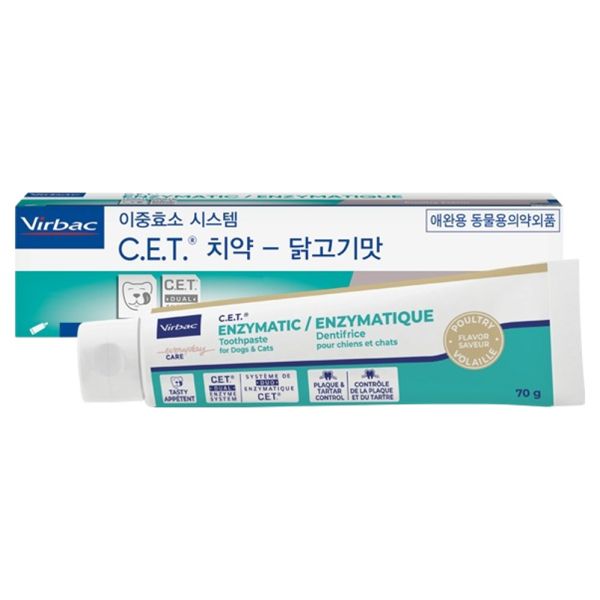 ENZYMATIC / ENZYMATIQUE
Virbac
이중효소 시스템
C.E.T.® 치약 – 닭고기맛
애완용 동물용의약외품
C.E.T.
DUAL
Virbac
everyday
CARE
C.E.T.®
ENZYMATIC / ENZYMATIQUE
Toothpaste
for Dogs & Cats
Dentifrice
pour chiens et chats
POULTRY
FLAVOR
SAVEUR
VOLAILLE
TASTY
APPÉTENT
C.E.T.®
DUAL
ENZYME
SYSTEM
SYSTÈME DE
DUO
ENZYMATIQUE
C.E.T.®
PLAQUE &
TARTAR
CONTROL
CONTRÔLE
DE LA PLAQUE
ET DU TARTRE
70 g